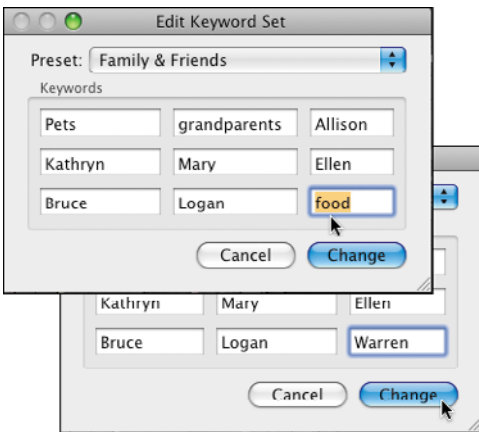 Edit Keyword Set
Preset: Family & Friends
Keywords
Pets grandparents Allison
Kathryn Mary Ellen
Bruce Logan food
Cancel Change
Kathryn Mary Ellen
Bruce Logan Warren
Cancel Change